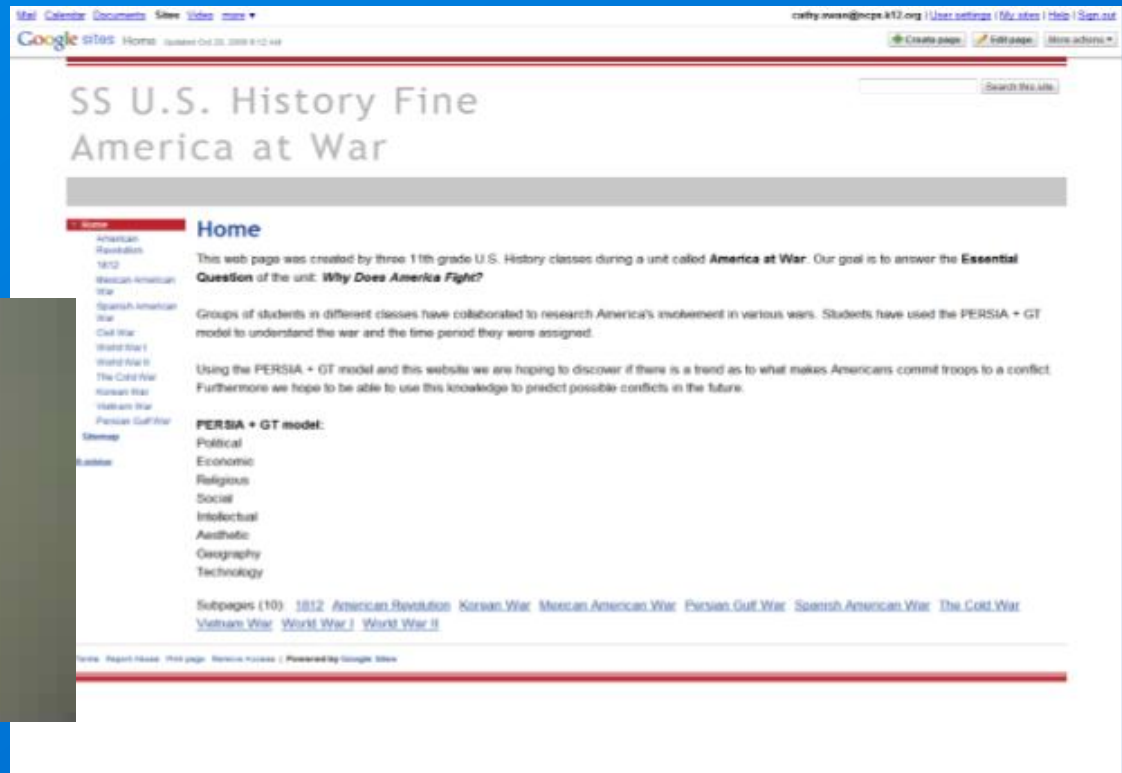 Mail Calendar Documents Sites Video more ▼
cathy.swan@ncps-k12.org | User settings | My sites | Help | Sign out
Google sites Home Updated Oct 20, 2009 9:12 AM
Create page Edit page More actions ▼
Search this site
SS U.S. History Fine
America at War
Home
American
Revolution
1812
Mexican American
War
Spanish American
War
Civil War
World War I
World War II
The Cold War
Korean War
Vietnam War
Persian Gulf War
Sitemap
sidebar
Home
This web page was created by three 11th grade U.S. History classes during a unit called America at War. Our goal is to answer the Essential
Question of the unit: Why Does America Fight?
Groups of students in different classes have collaborated to research America's involvement in various wars. Students have used the PERSIA + GT
model to understand the war and the time period they were assigned.
Using the PERSIA + GT model and this website we are hoping to discover if there is a trend as to what makes Americans commit troops to a conflict.
Furthermore we hope to be able to use this knowledge to predict possible conflicts in the future.
PERSIA + GT model:
Political
Economic
Religious
Social
Intellectual
Aesthetic
Geography
Technology
Subpages (10): 1812 American Revolution Korean War Mexican American War Persian Gulf War Spanish American War The Cold War
Vietnam War World War I World War II
Terms Report Abuse Print page Remove Access | Powered by Google Sites